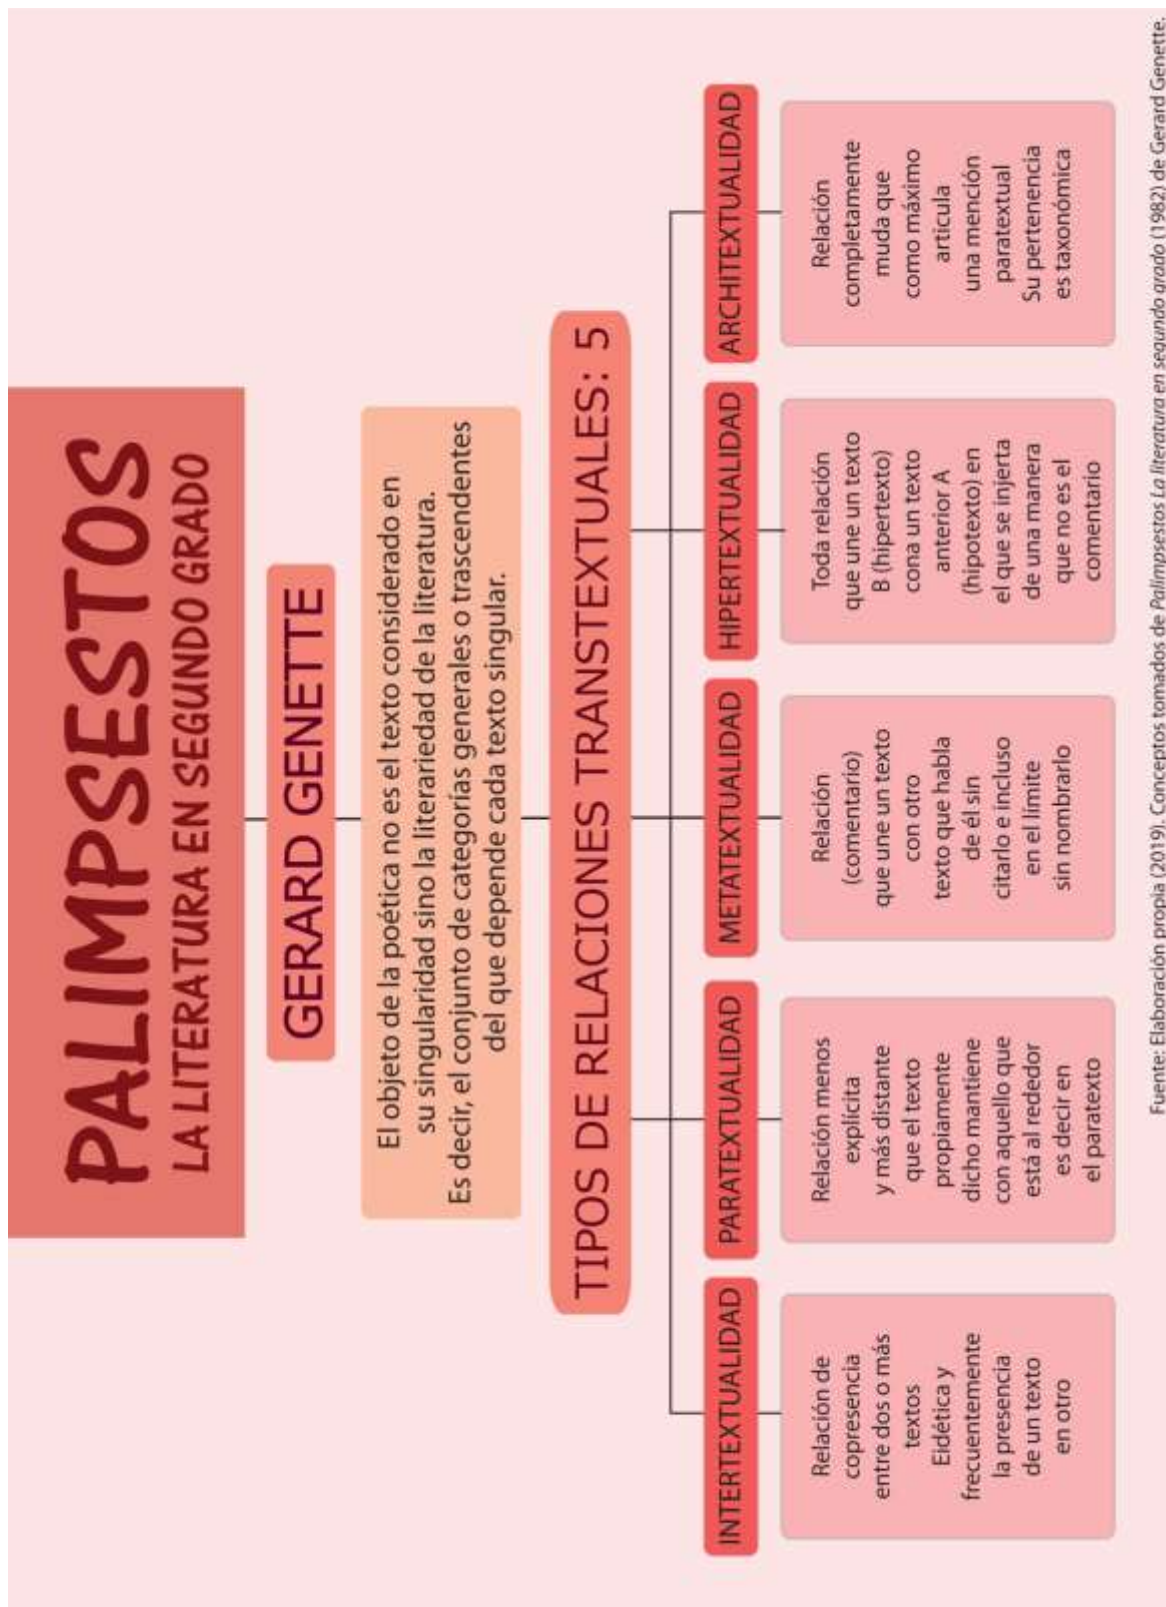 PALIMPSESTOS
LA LITERATURA EN SEGUNDO GRADO
GERARD GENETTE
El objeto de la poética no es el texto considerado en
su singularidad sino la literariedad de la literatura.
Es decir, el conjunto de categorías generales o trascendentes
del que depende cada texto singular.
TIPOS DE RELACIONES TRANSTEXTUALES: 5
INTERTEXTUALIDAD
Relación de
copresencia
entre dos o más
textos
Eidética y
frecuentemente
la presencia
de un texto
en otro
PARATEXTUALIDAD
Relación menos
explícita
y más distante
que el texto
propiamente
dicho mantiene
con aquello que
está al rededor
es decir en
el paratexto
METATEXTUALIDAD
Relación
(comentario)
que une un texto
con otro
texto que habla
de él sin
citarlo e incluso
en el límite
sin nombrarlo
HIPERTEXTUALIDAD
Toda relación
que une un texto
B (hipertexto)
cona un texto
anterior A
(hipotexto) en
el que se injerta
de una manera
que no es el
comentario
ARCHITEXTUALIDAD
Relación
completamente
muda que
como máximo
articula
una mención
paratextual
Su pertenencia
es taxonómica
Fuente: Elaboración propia (2019). Conceptos tomados de Palimpsestos La literatura en segundo grado (1982) de Gerard Genette.